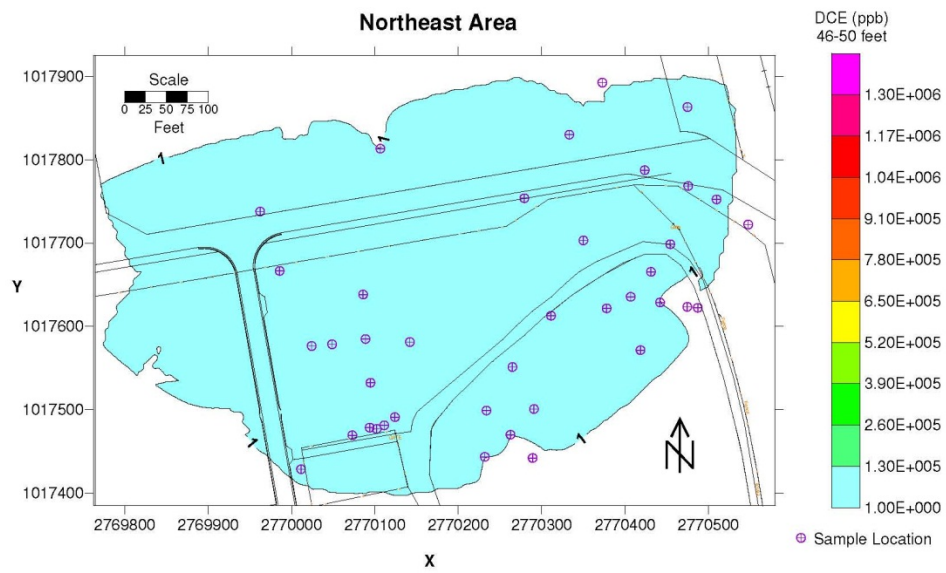 Northeast Area
DCE (ppb)
46-50 feet
Scale
0 25 50 75 100
Feet
1017900
1017800
1017700
1017600
1017500
1017400
Y
1
1
1
1
1
N
2769800 2769900 2770000 2770100 2770200 2770300 2770400 2770500
X
1.30E+006
1.17E+006
1.04E+006
9.10E+005
7.80E+005
6.50E+005
5.20E+005
3.90E+005
2.60E+005
1.30E+005
1.00E+000
Sample Location